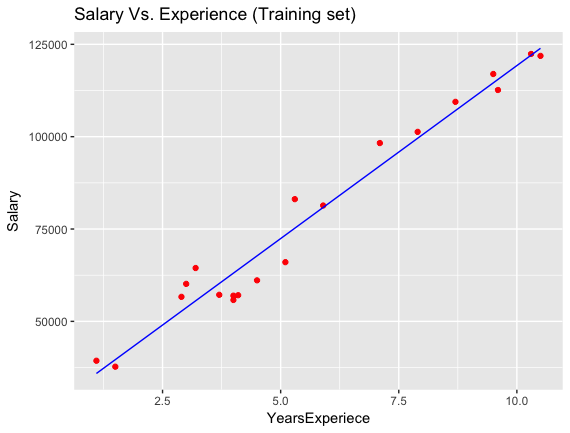 Salary Vs. Experience (Training set)
125000
100000
75000
50000
Salary
2.5
5.0
7.5
10.0
YearsExperiece